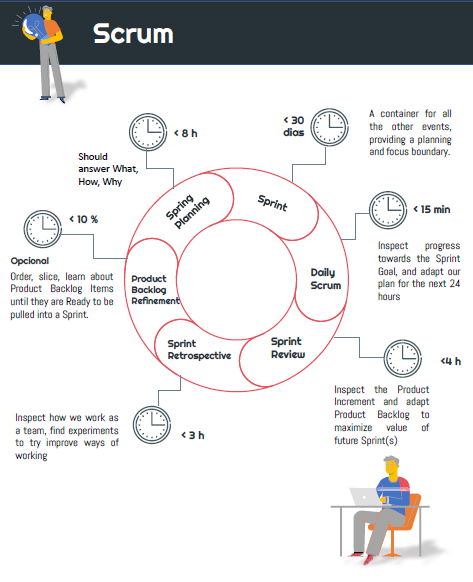 Scrum
< 30
dias
A container for all
the other events,
providing a planning
and focus boundary.
< 8 h
Should
answer What,
How, Why
Spring
Planning
Sprint
< 15 min
Inspect progress
towards the Sprint
Goal, and adapt our
plan for the next 24
hours
< 10 %
Opcional
Order, slice, learn about
Product Backlog Items
until they are Ready to be
pulled into a Sprint.
Product
Backlog
Refinement
Daily
Scrum
Sprint
Retrospective
Sprint
Review
<4 h
Inspect the Product
Increment and adapt
Product Backlog to
maximize value of
future Sprint(s)
Inspect how we work as
a team, find experiments
to try improve ways of
working
< 3 h